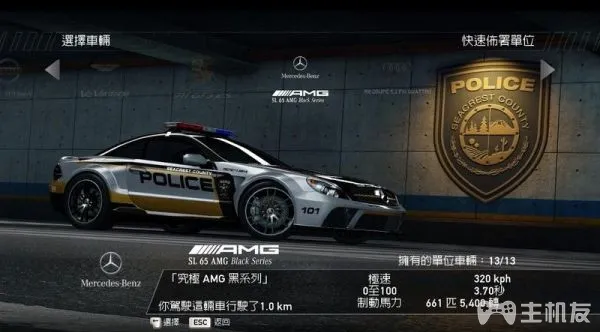 選擇車輛
快速佈署單位
Mercedes-Benz
AMG
SL 65 AMG Black Series
POLICE
SEACREST COUNTY
SEACREST COUNTY
POLICE
101
AMG
SL 65 AMG Black Series
擁有的單位車輛：13/13
Mercedes-Benz
「究極 AMG 黑系列」
極速 320 kph
0至100 3.70秒
制動馬力 661 匹 5,400 轉
你駕駛這輛車行駛了1.0 km
選擇 ESC 返回
主机友